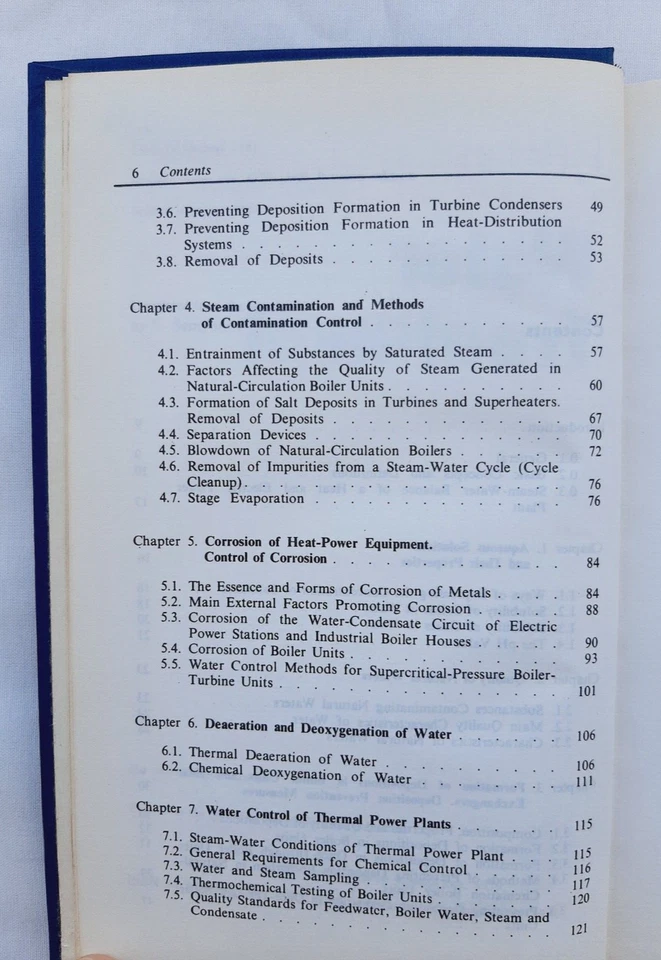 6 Contents
3.6. Preventing Deposition Formation in Turbine Condensers 49
3.7. Preventing Deposition Formation in Heat-Distribution
Systems . . . . . . . . . . . . . . . . . . 52
3.8. Removal of Deposits . . . . . . . . . . . . . 53
Chapter 4. Steam Contamination and Methods
of Contamination Control . . . . . . . . . . 57
4.1. Entrainment of Substances by Saturated Steam . . . . 57
4.2. Factors Affecting the Quality of Steam Generated in
Natural-Circulation Boiler Units . . . . . . . . . . 60
4.3. Formation of Salt Deposits in Turbines and Superheaters.
Removal of Deposits . . . . . . . . . . . . . 67
4.4. Separation Devices . . . . . . . . . . . . . . 70
4.5. Blowdown of Natural-Circulation Boilers . . . . . . 72
4.6. Removal of Impurities from a Steam-Water Cycle (Cycle
Cleanup) . . . . . . . . . . . . . . . . . . 76
4.7. Stage Evaporation . . . . . . . . . . . . . . 76
Chapter 5. Corrosion of Heat-Power Equipment.
Control of Corrosion . . . . . . . . . . . . 84
5.1. The Essence and Forms of Corrosion of Metals . . . . 84
5.2. Main External Factors Promoting Corrosion . . . . . 88
5.3. Corrosion of the Water-Condensate Circuit of Electric
Power Stations and Industrial Boiler Houses . . . . . 90
5.4. Corrosion of Boiler Units . . . . . . . . . . . . 93
5.5. Water Control Methods for Supercritical-Pressure Boiler-
Turbine Units . . . . . . . . . . . . . . . . 101
Chapter 6. Deaeration and Deoxygenation of Water . . . . . . 106
6.1. Thermal Deaeration of Water . . . . . . . . . . 106
6.2. Chemical Deoxygenation of Water . . . . . . . . 111
Chapter 7. Water Control of Thermal Power Plants . . . . . . 115
7.1. Steam-Water Conditions of Thermal Power Plant . . . 115
7.2. General Requirements for Chemical Control . . . . . 116
7.3. Water and Steam Sampling . . . . . . . . . . . 117
7.4. Thermochemical Testing of Boiler Units . . . . . . . 120
7.5. Quality Standards for Feedwater, Boiler Water, Steam and
Condensate . . . . . . . . . . . . . . . . . 121